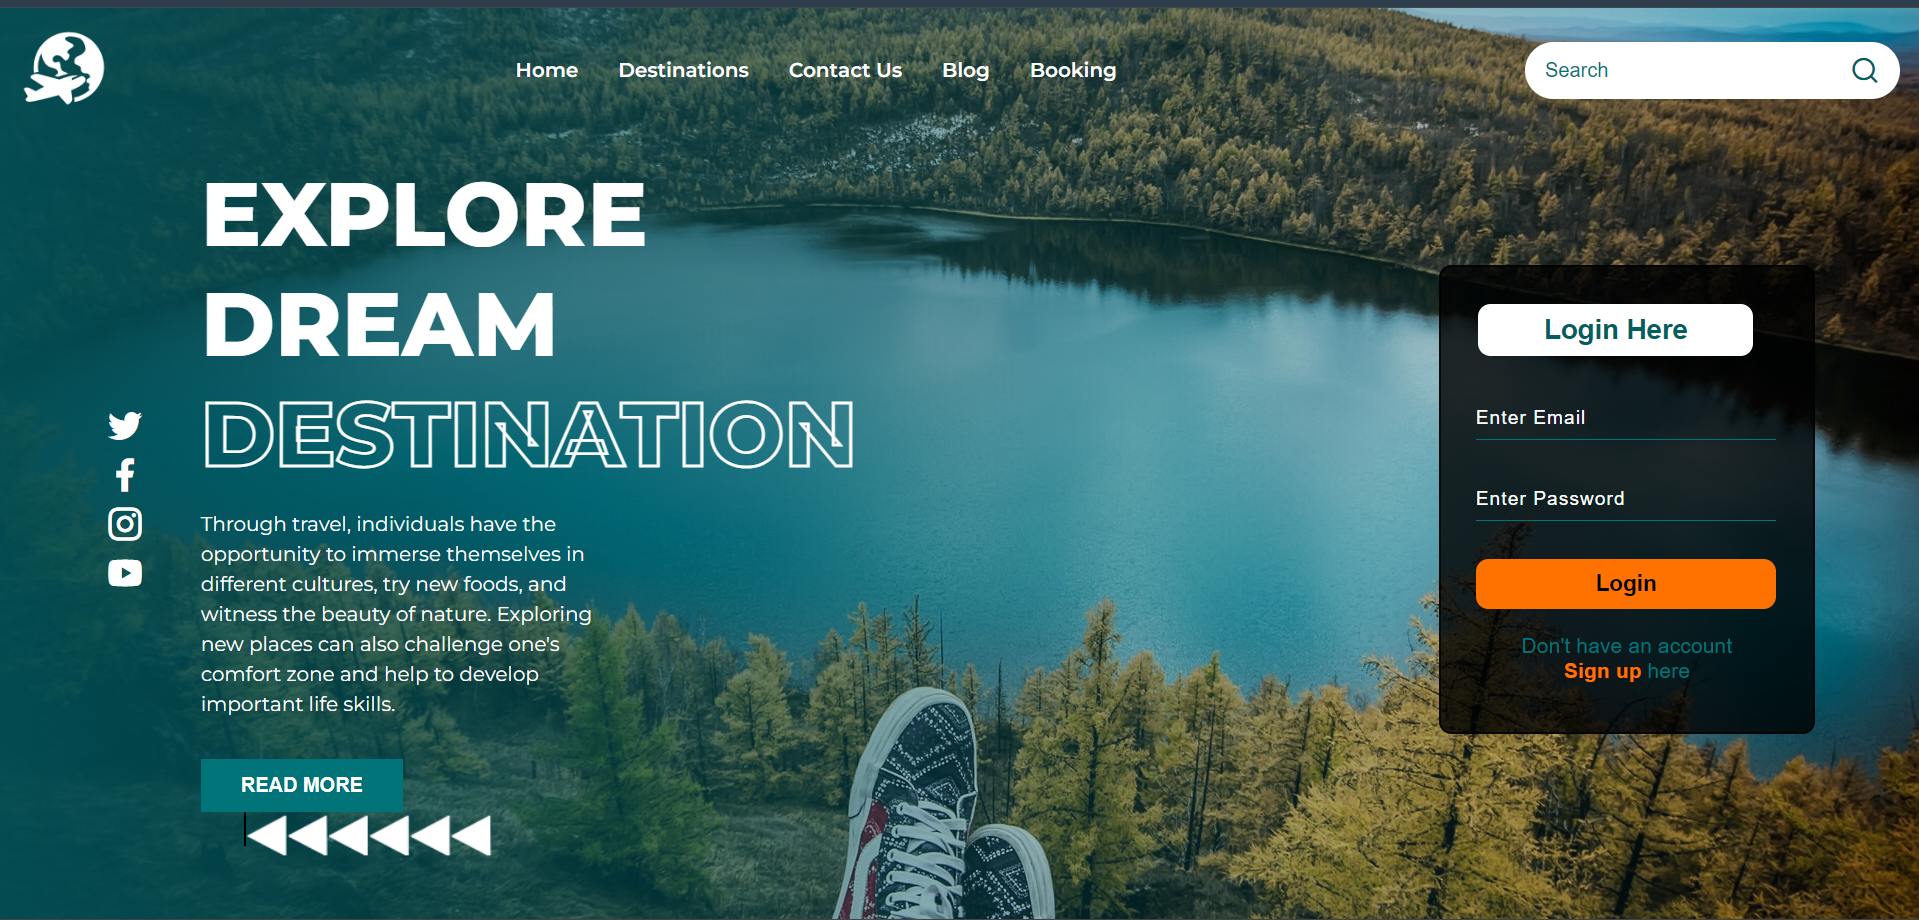 Home
Destinations
Contact Us
Blog
Booking
Search
EXPLORE
DREAM
DESTINATION
Through travel, individuals have the
opportunity to immerse themselves in
different cultures, try new foods, and
witness the beauty of nature. Exploring
new places can also challenge one's
comfort zone and help to develop
important life skills.
READ MORE
Login Here
Enter Email
Enter Password
Login
Don't have an account
Sign up here